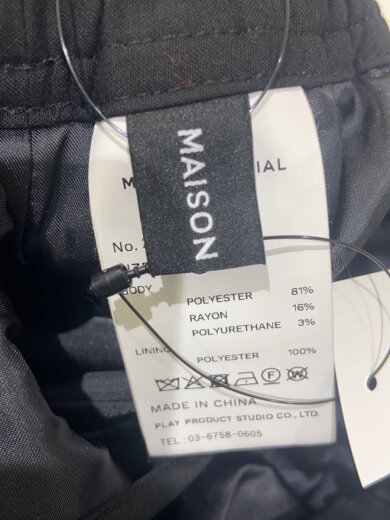 MAISON
IAL
No.
BODY
POLYESTER 81%
RAYON 16%
POLYURETHANE 3%
LINING POLYESTER 100%
MADE IN CHINA
PLAY PRODUCT STUDIO CO., LTD.
TEL: 03-6758-0605